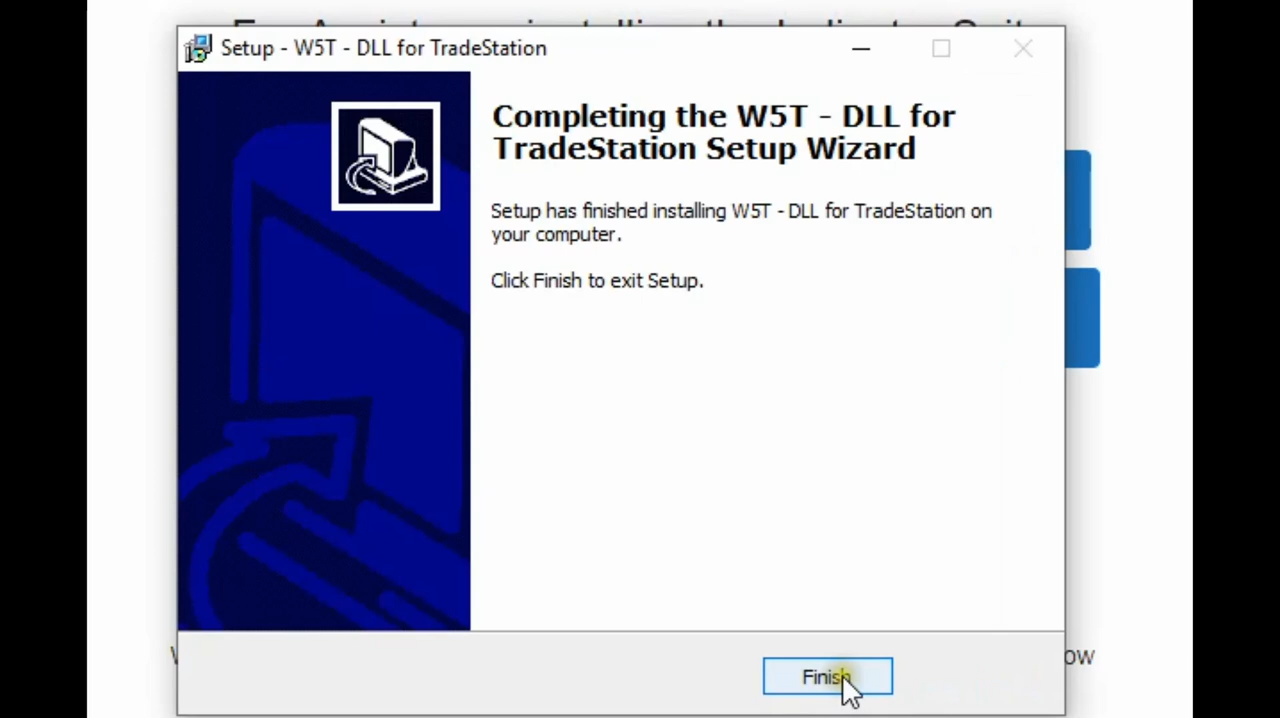 Setup - W5T - DLL for TradeStation
Completing the W5T - DLL for
TradeStation Setup Wizard
Setup has finished installing W5T - DLL for TradeStation on
your computer.
Click Finish to exit Setup.
Finish